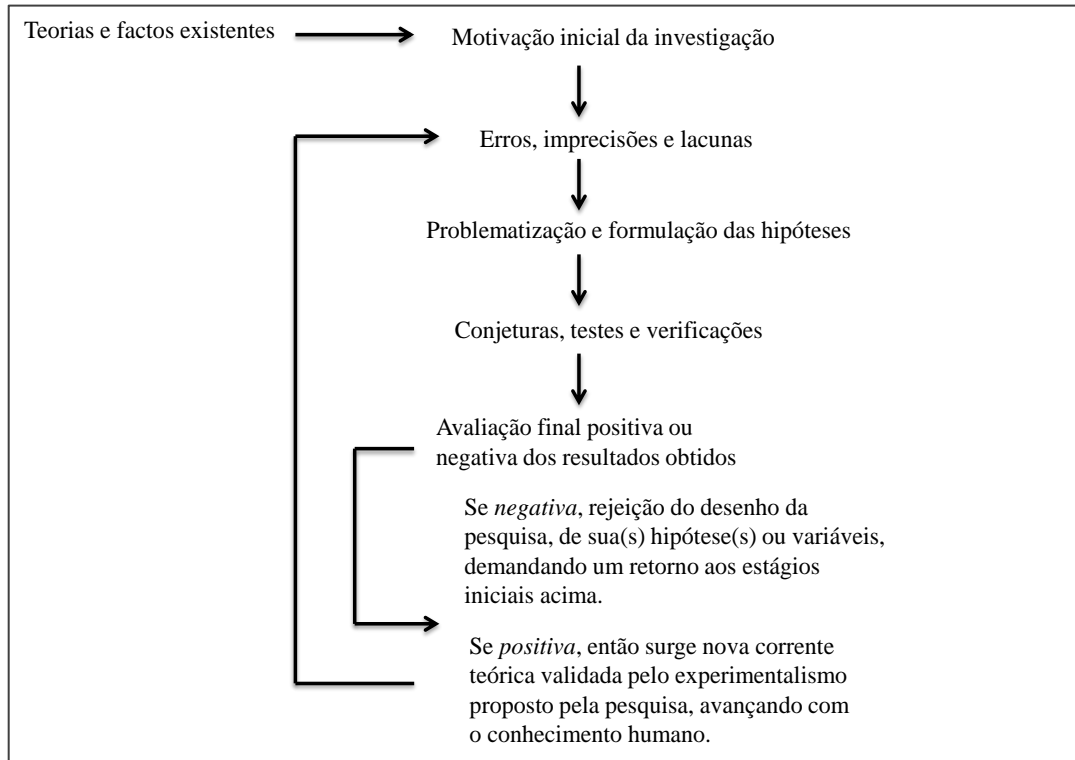 Teorias e factos existentes
Motivação inicial da investigação
Erros, imprecisões e lacunas
Problematização e formulação das hipóteses
Conjeturas, testes e verificações
Avaliação final positiva ou
negativa dos resultados obtidos
Se negativa, rejeição do desenho da
pesquisa, de sua(s) hipótese(s) ou variáveis,
demandando um retorno aos estágios
iniciais acima.
Se positiva, então surge nova corrente
teórica validada pelo experimentalismo
proposto pela pesquisa, avançando com
o conhecimento humano.